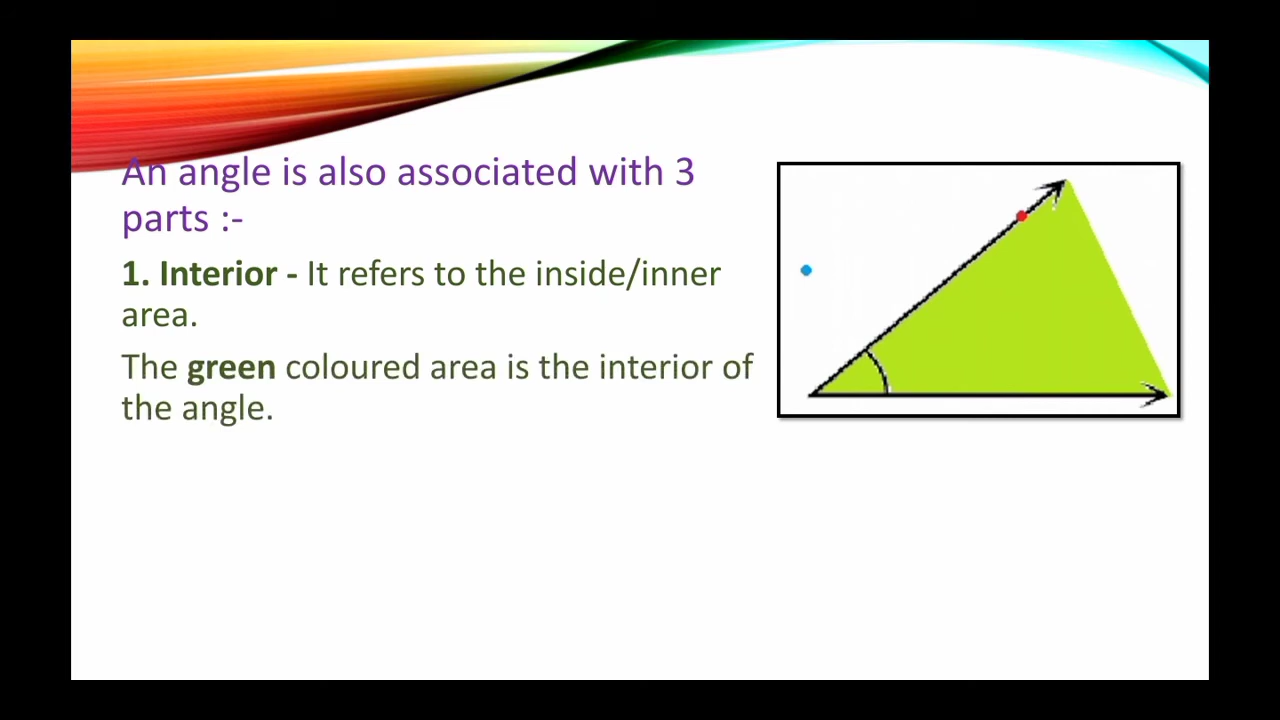 An angle is also associated with 3
parts :-
1. Interior - It refers to the inside/inner
area.
The green coloured area is the interior of
the angle.